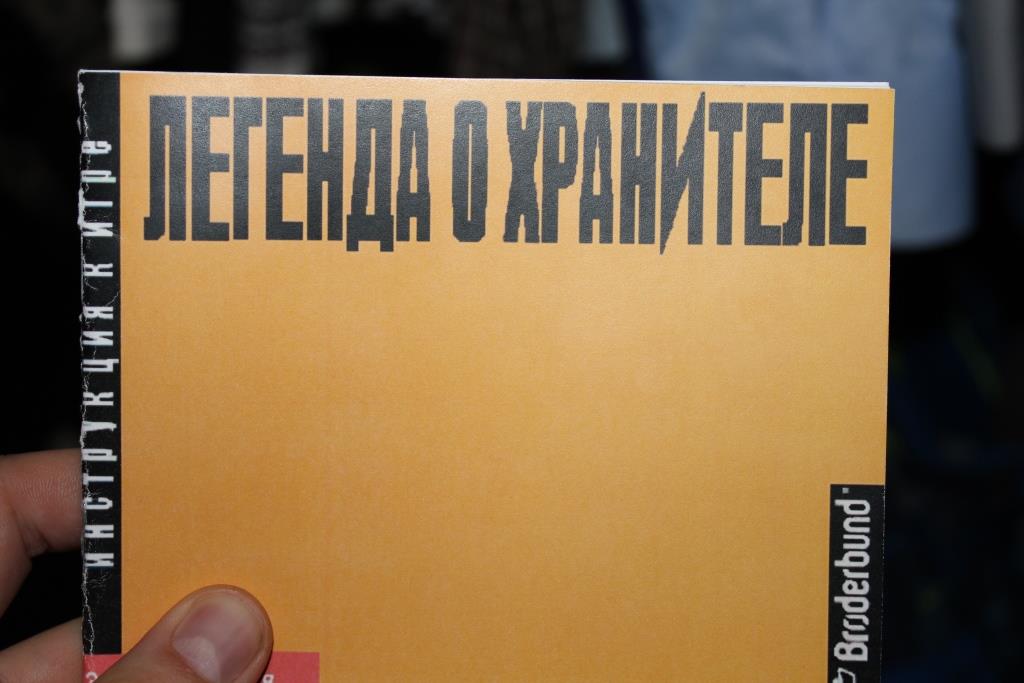 ЛЕГЕНДА О ХРАНИТЕЛЕ
инструкция к игре
Brøderbund